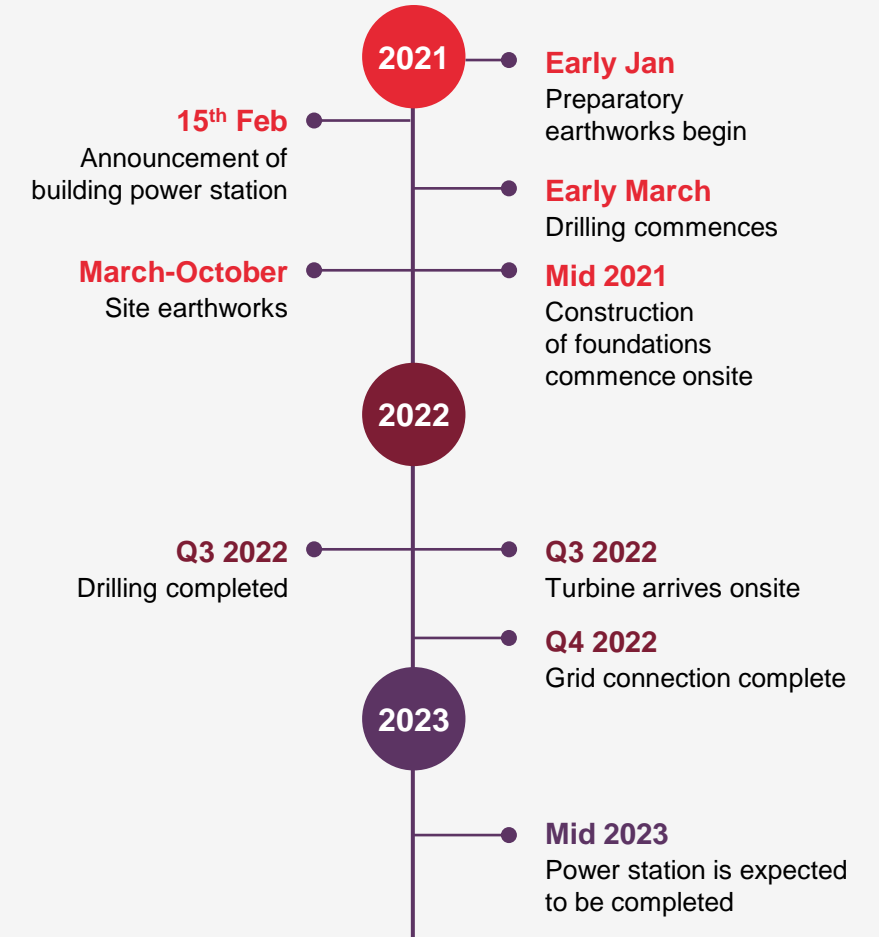 2021
Early Jan
Preparatory
earthworks begin
15th Feb
Announcement of
building power station
Early March
Drilling commences
March-October
Site earthworks
Mid 2021
Construction
of foundations
commence onsite
2022
Q3 2022
Drilling completed
Q3 2022
Turbine arrives onsite
Q4 2022
Grid connection complete
2023
Mid 2023
Power station is expected
to be completed